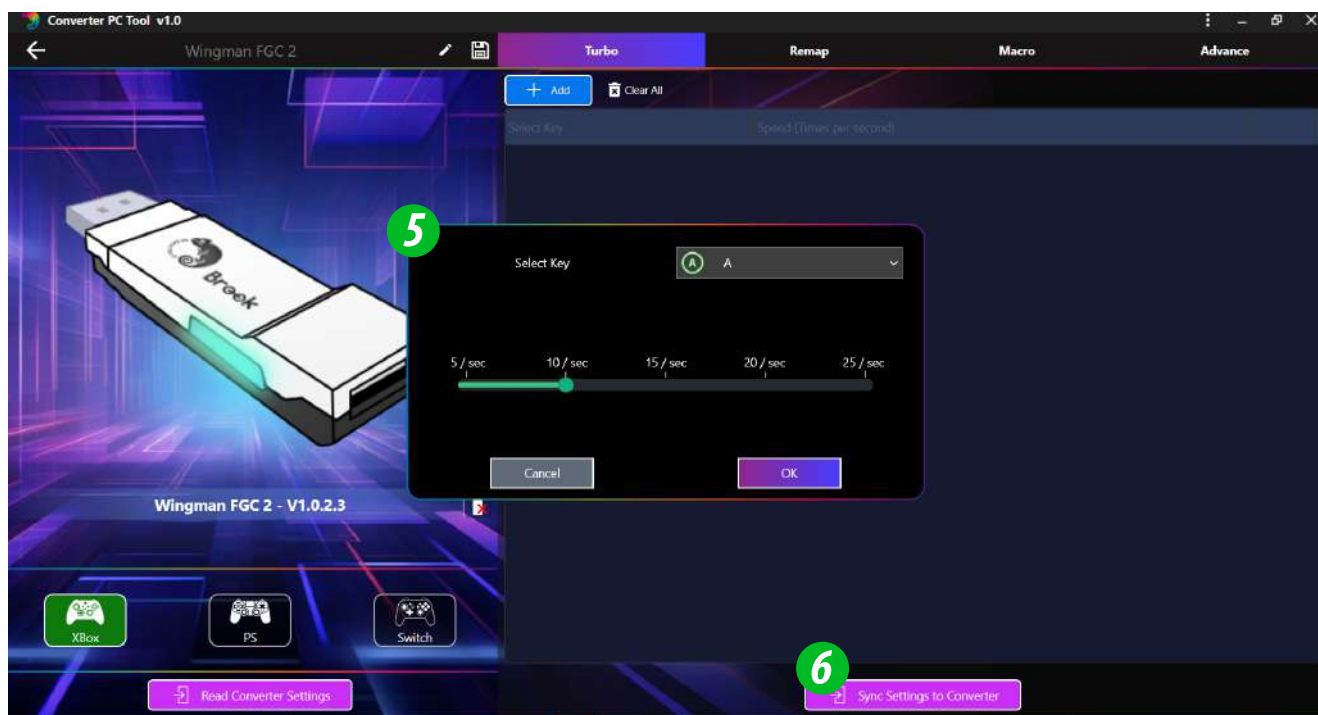 Converter PC Tool v1.0
Wingman FGC 2
Turbo
Remap
Macro
Advance
Add
Clear All
Select Key
Speed (Times per second)
Brook
5
Select Key
A A
5 / sec 10 / sec 15 / sec 20 / sec 25 / sec
Cancel
OK
Wingman FGC 2 - V1.0.2.3
XBox
PS
Switch
6
Read Converter Settings
Sync Settings to Converter